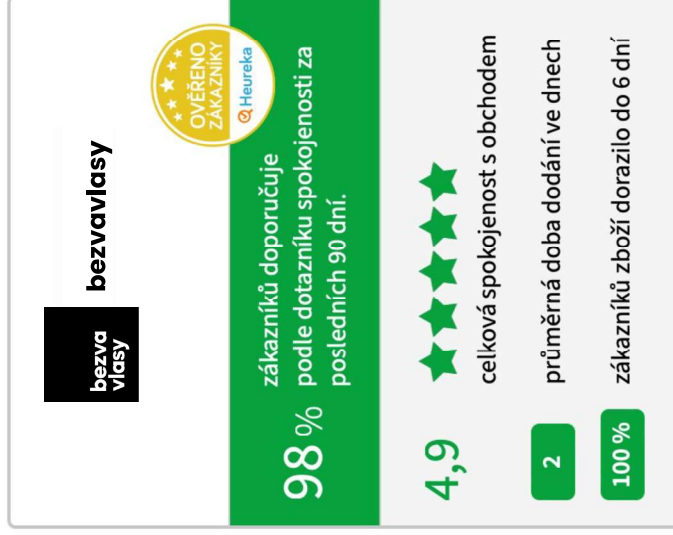 bezva
vlasy
bezvavlasy
OVĚŘENO
ZÁKAZNÍKY
Heureka
98 %
zákazníků doporučuje
podle dotazníku spokojenosti za
posledních 90 dní.
4,9
celková spokojenost s obchodem
2
průměrná doba dodání ve dnech
100 %
zákazníků zboží dorazilo do 6 dní